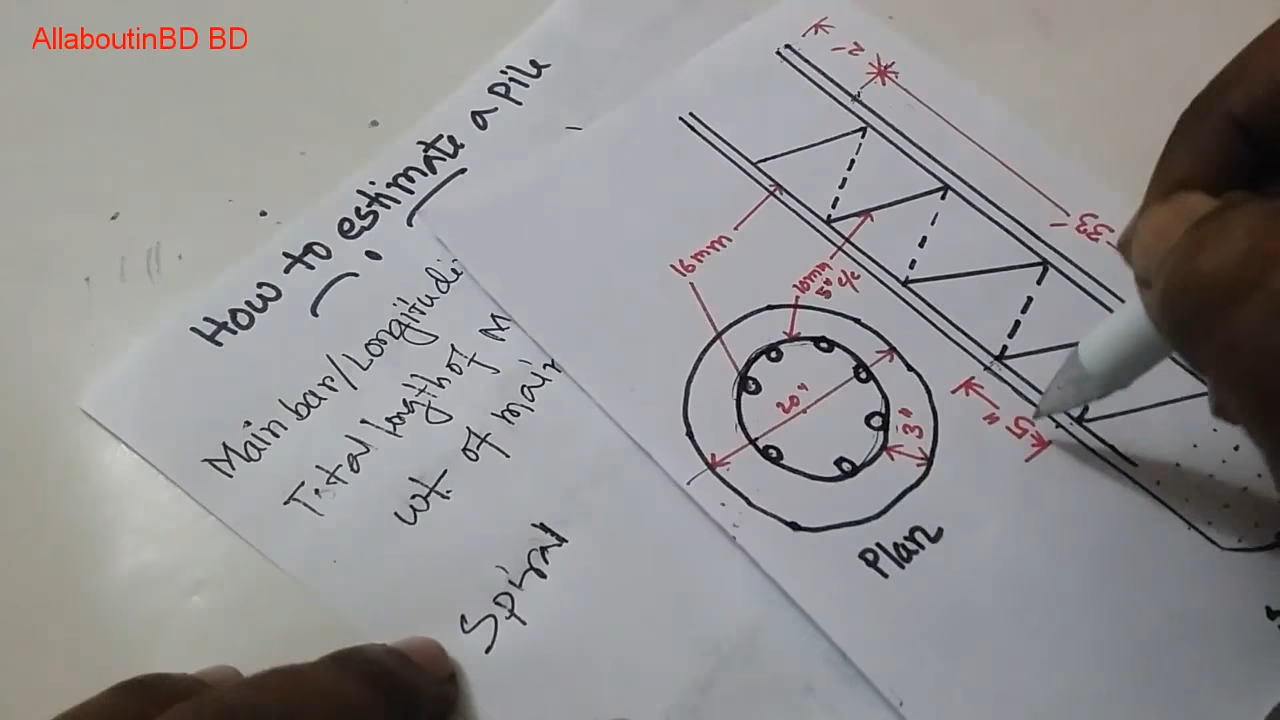 AllaboutinBD BD
How to estimate a pile
Main bar/Longitudi
Total length of M
wt. of main
Spiral
2'
33'
16mm
10mm
5" c/c
20"
3"
5"
Plan